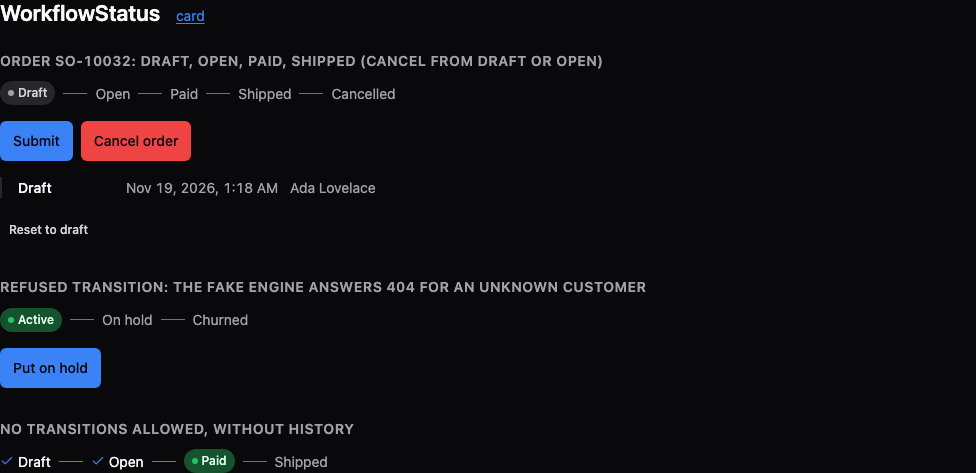 WorkflowStatus card
ORDER SO-10032: DRAFT, OPEN, PAID, SHIPPED (CANCEL FROM DRAFT OR OPEN)
Draft Open Paid Shipped Cancelled
Submit Cancel order
Draft Nov 19, 2026, 1:18 AM Ada Lovelace
Reset to draft
REFUSED TRANSITION: THE FAKE ENGINE ANSWERS 404 FOR AN UNKNOWN CUSTOMER
Active On hold Churned
Put on hold
NO TRANSITIONS ALLOWED, WITHOUT HISTORY
Draft Open Paid Shipped